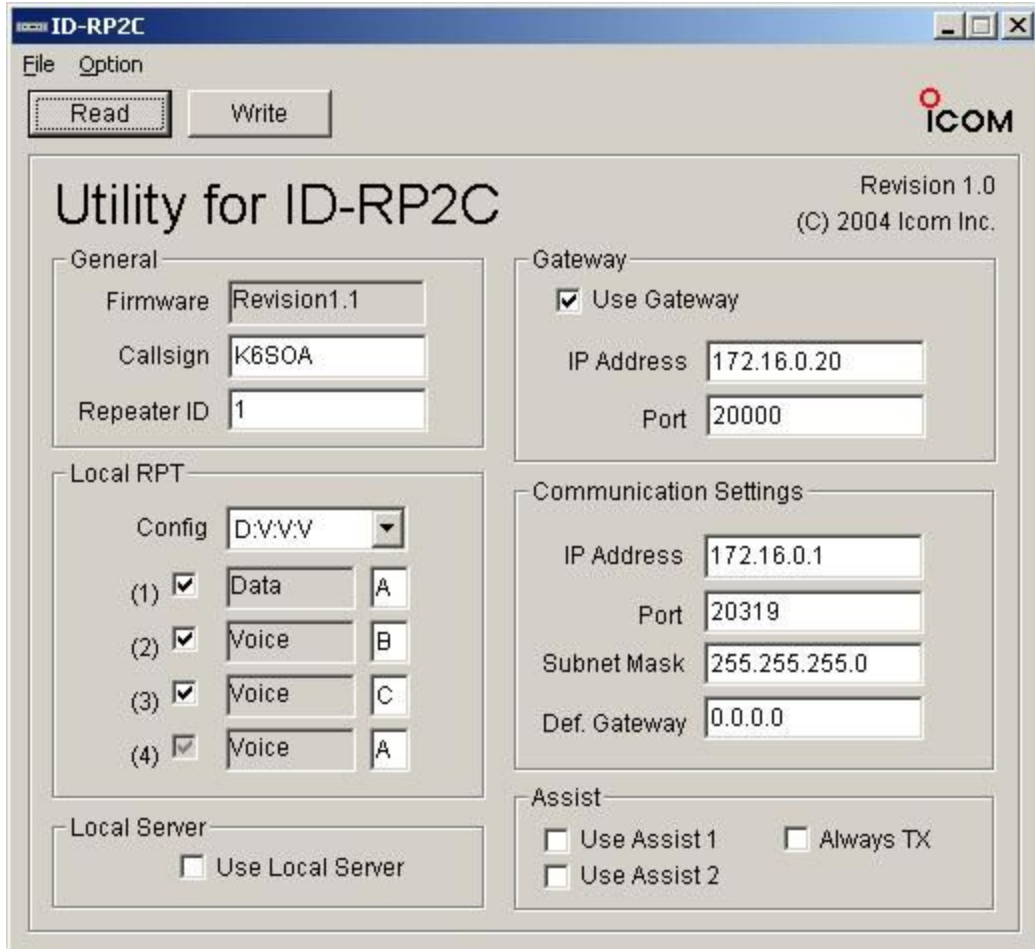 ID-RP2C
File Option
Read Write
ICOM
Utility for ID-RP2C
Revision 1.0
(C) 2004 Icom Inc.
General
Firmware Revision1.1
Callsign K6SOA
Repeater ID 1
Local RPT
Config D:V:V:V
(1) Data A
(2) Voice B
(3) Voice C
(4) Voice A
Local Server
Use Local Server
Gateway
Use Gateway
IP Address 172.16.0.20
Port 20000
Communication Settings
IP Address 172.16.0.1
Port 20319
Subnet Mask 255.255.255.0
Def. Gateway 0.0.0.0
Assist
Use Assist 1 Always TX
Use Assist 2